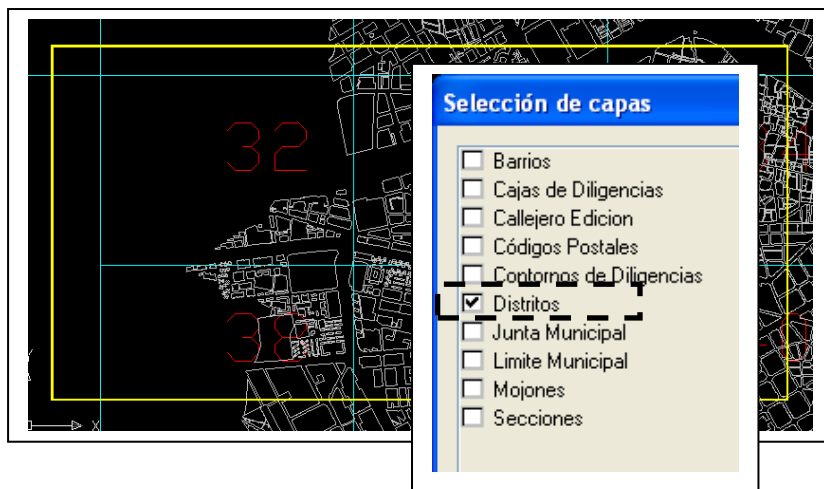 32
Selección de capas
Barrios
Cajas de Diligencias
Callejero Edicion
Códigos Postales
Contornos de Diligencias
Distritos
Junta Municipal
Limite Municipal
Mojones
Secciones
X